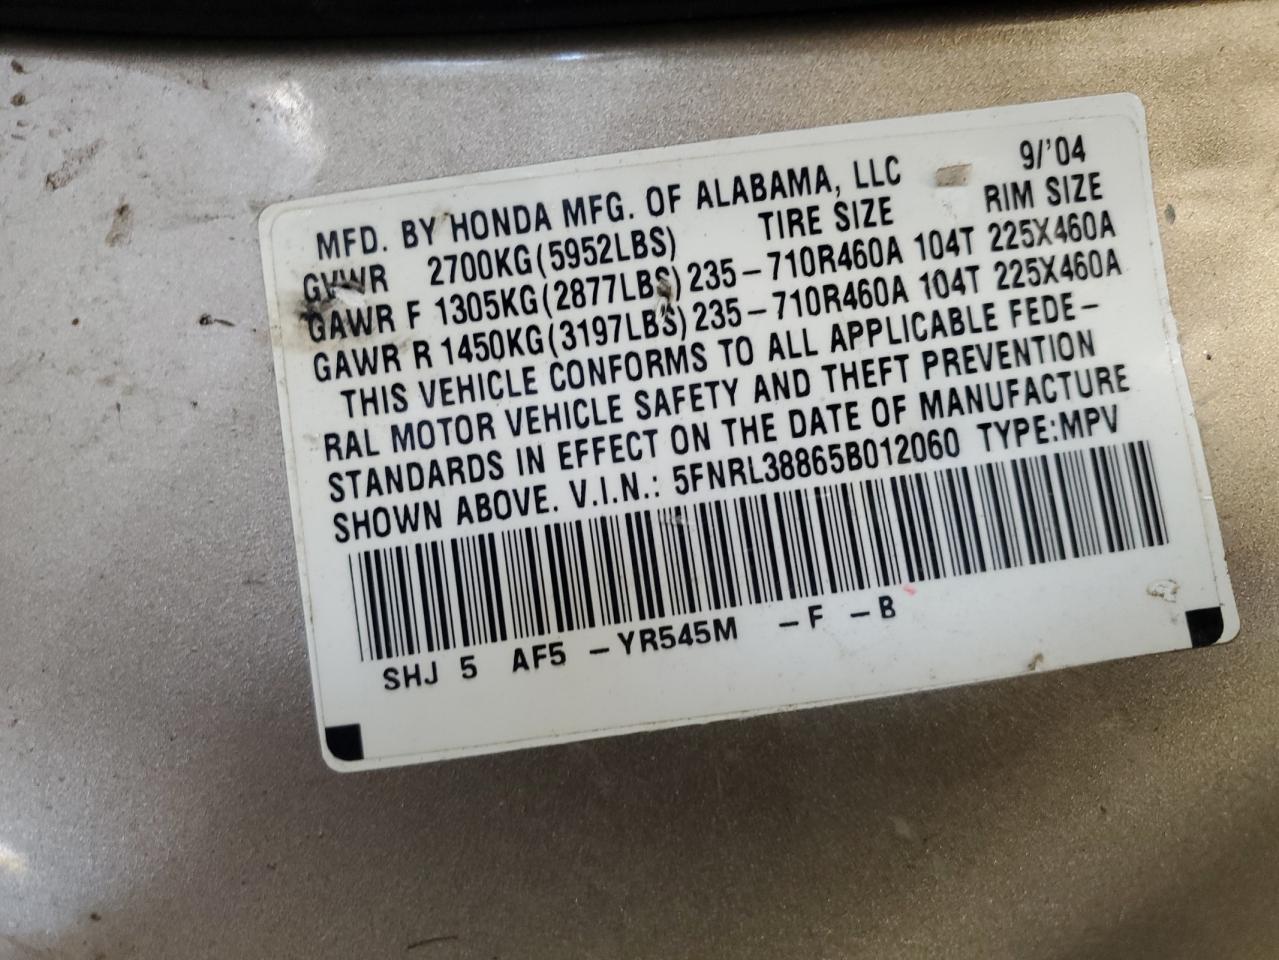 MFD. BY HONDA MFG. OF ALABAMA, LLC 9/'04
GVWR 2700KG(5952LBS) TIRE SIZE RIM SIZE
GAWR F 1305KG(2877LBS) 235-710R460A 104T 225X460A
GAWR R 1450KG(3197LBS) 235-710R460A 104T 225X460A
THIS VEHICLE CONFORMS TO ALL APPLICABLE FEDE-
RAL MOTOR VEHICLE SAFETY AND THEFT PREVENTION
STANDARDS IN EFFECT ON THE DATE OF MANUFACTURE
SHOWN ABOVE. V.I.N.: 5FNRL38865B012060 TYPE:MPV
SHJ 5 AF5 -YR545M -F -B